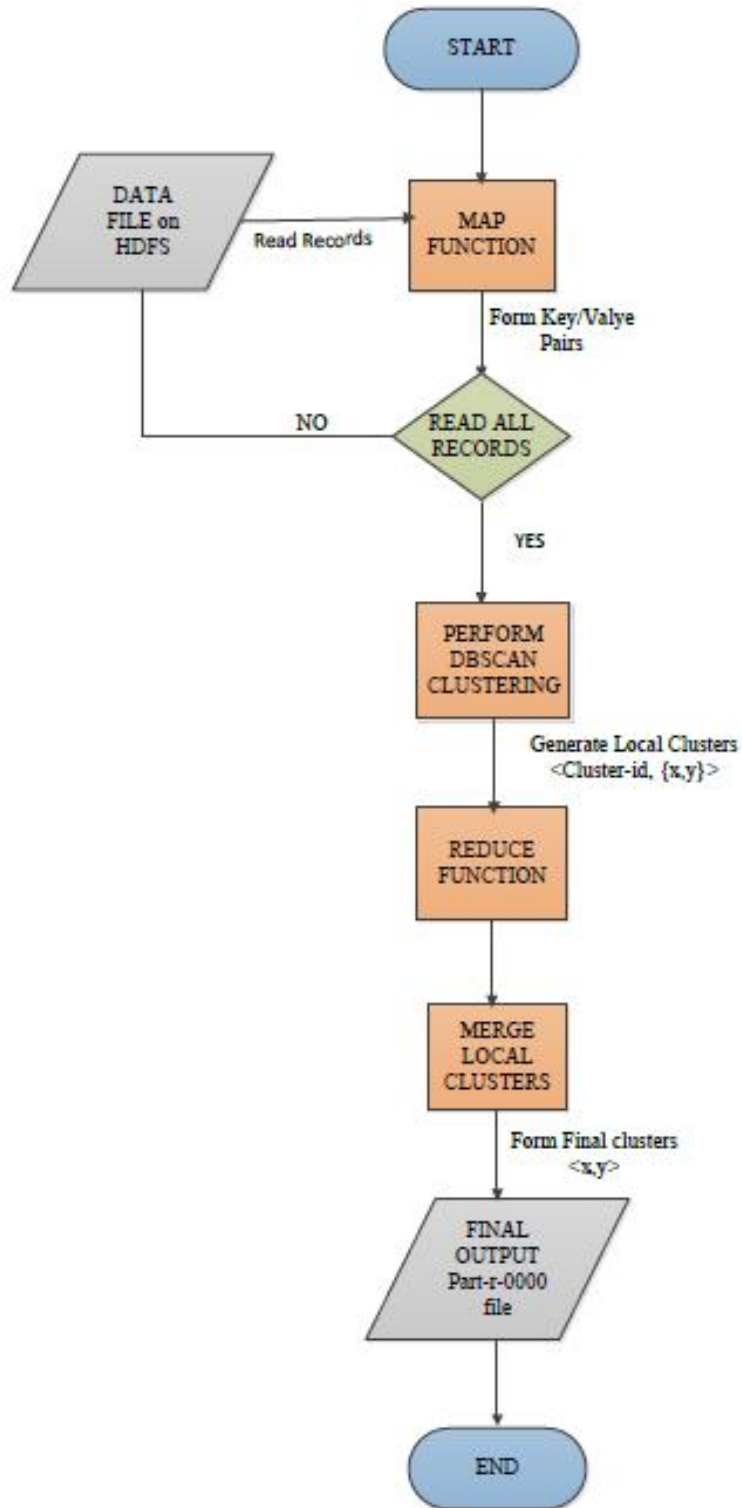 START
DATA
FILE on
HDFS
Read Records
MAP
FUNCTION
Form Key/Valye
Pairs
NO
READ ALL
RECORDS
YES
PERFORM
DBSCAN
CLUSTERING
Generate Local Clusters
<Cluster-id, {x,y}>
REDUCE
FUNCTION
MERGE
LOCAL
CLUSTERS
Form Final clusters
<x,y>
FINAL
OUTPUT
Part-r-0000
file
END